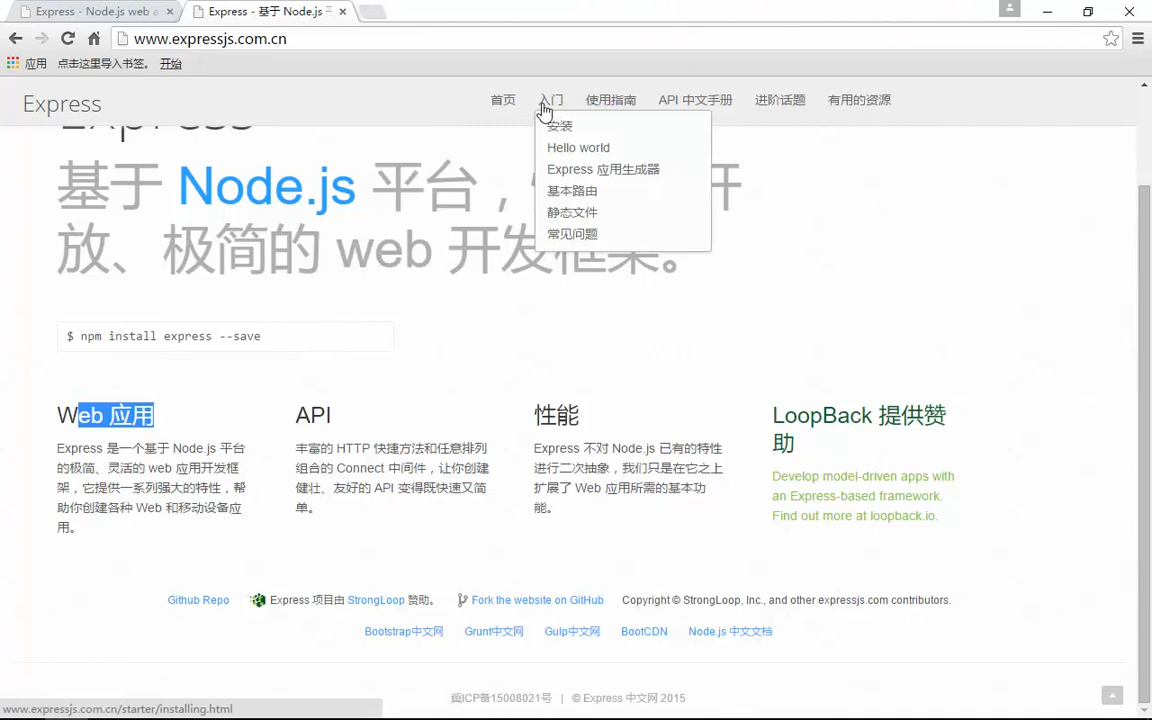 Express - Node.js web a
Express - 基于 Node.js 平
www.expressjs.com.cn
应用
点击这里导入书签。
开始
Express
首页
入门
使用指南
API 中文手册
进阶话题
有用的资源
安装
Hello world
Express 应用生成器
基本路由
静态文件
常见问题
Express
基于 Node.js 平台，
放、极简的 web 开发框架。
$ npm install express --save
Web 应用
Express 是一个基于 Node.js 平台
的极简、灵活的 web 应用开发框
架，它提供一系列强大的特性，帮
助你创建各种 Web 和移动设备应
用。
API
丰富的 HTTP 快捷方法和任意排列
组合的 Connect 中间件，让你创建
健壮、友好的 API 变得既快速又简
单。
性能
Express 不对 Node.js 已有的特性
进行二次抽象，我们只是在它之上
扩展了 Web 应用所需的基本功
能。
LoopBack 提供赞
助
Develop model-driven apps with
an Express-based framework.
Find out more at loopback.io.
Github Repo
Express 项目由 StrongLoop 赞助。
Fork the website on GitHub
Copyright © StrongLoop, Inc., and other expressjs.com contributors.
Bootstrap中文网
Grunt中文网
Gulp中文网
BootCDN
Node.js 中文文档
冀ICP备15008021号 | © Express 中文网 2015
www.expressjs.com.cn/starter/installing.html